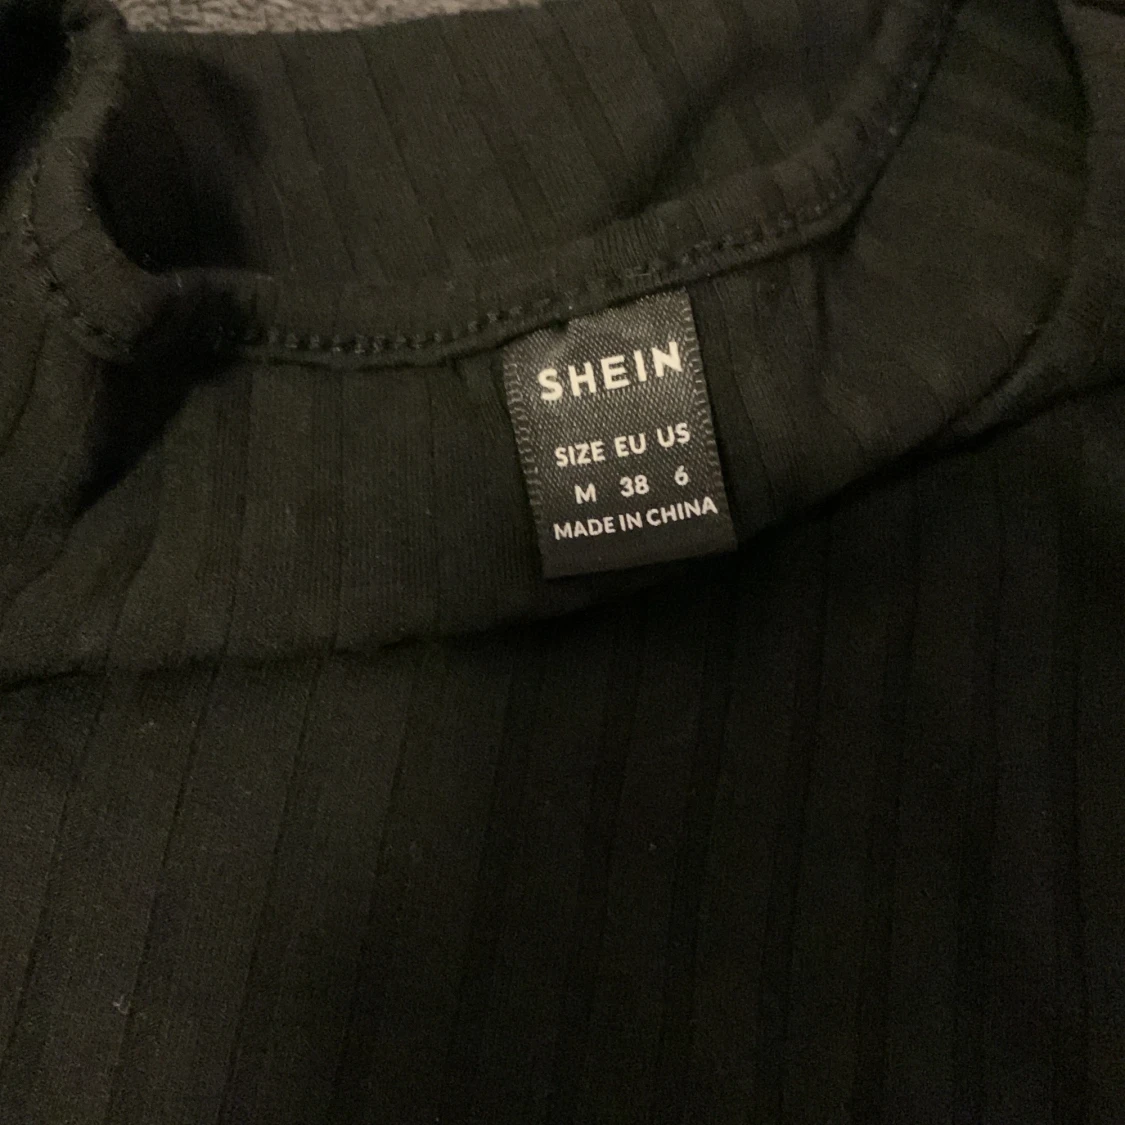 SHEIN
SIZE EU US
M 38 6
MADE IN CHINA